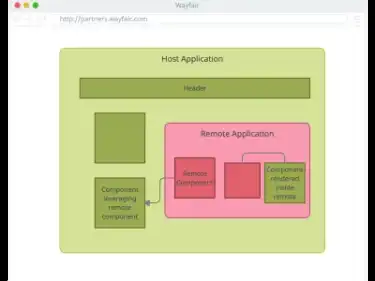 Wayfair
http://partners.wayfair.com
Host Application
Header
Remote Application
Remote
Component
Component
rendered
inside
remote
Component
leveraging
remote
component